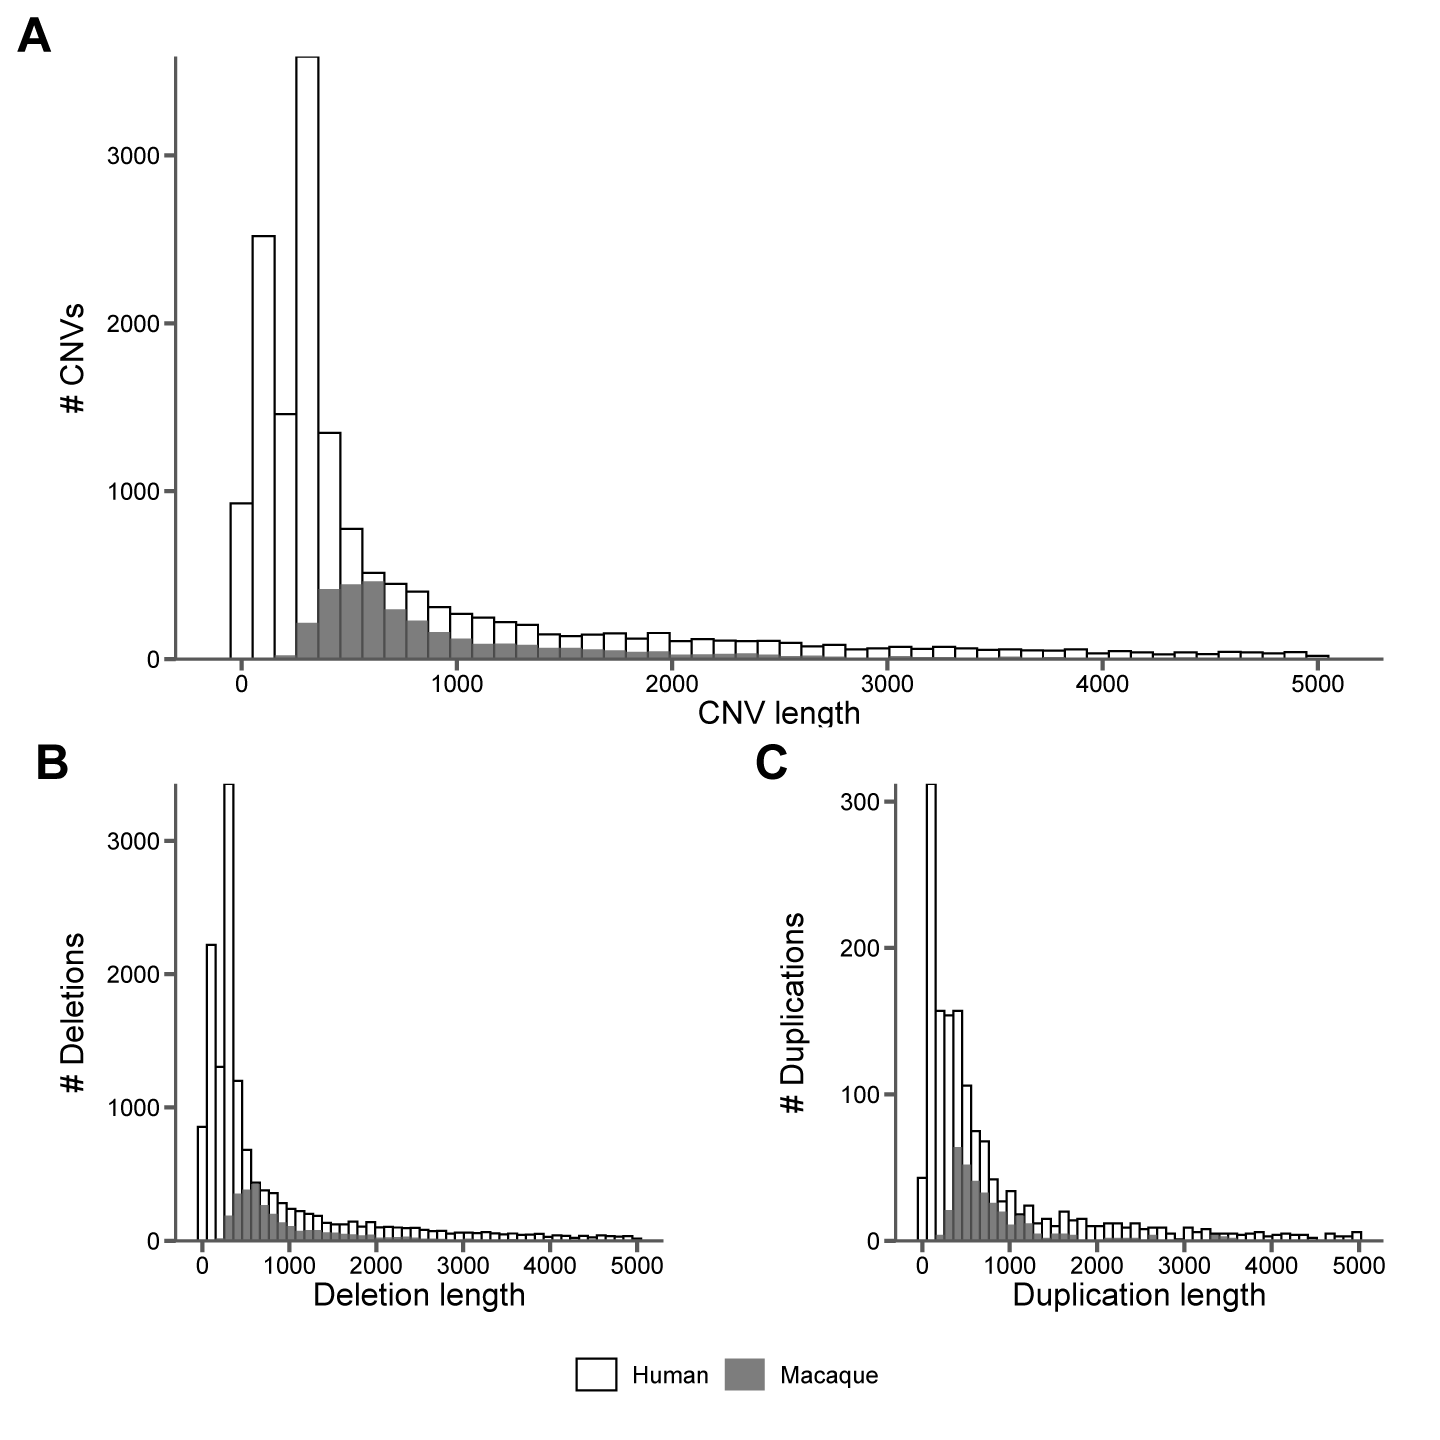 A
# CNVs
3000
2000
1000
0
0 1000 2000 3000 4000 5000
CNV length
B
# Deletions
3000
2000
1000
0
0 1000 2000 3000 4000 5000
Deletion length
C
# Duplications
300
200
100
0
0 1000 2000 3000 4000 5000
Duplication length
Human Macaque